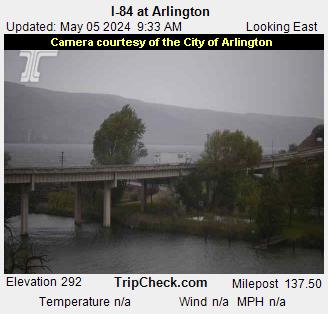 I-84 at Arlington
Updated: May 05 2024 9:33 AM Looking East
Camera courtesy of the City of Arlington
Elevation 292 TripCheck.com Milepost 137.50
Temperature n/a Wind n/a MPH n/a